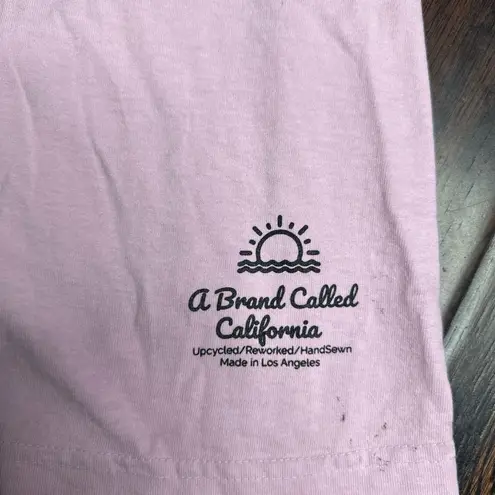 a Brand Called
California
Upcycled/Reworked/HandSewn
Made in Los Angeles